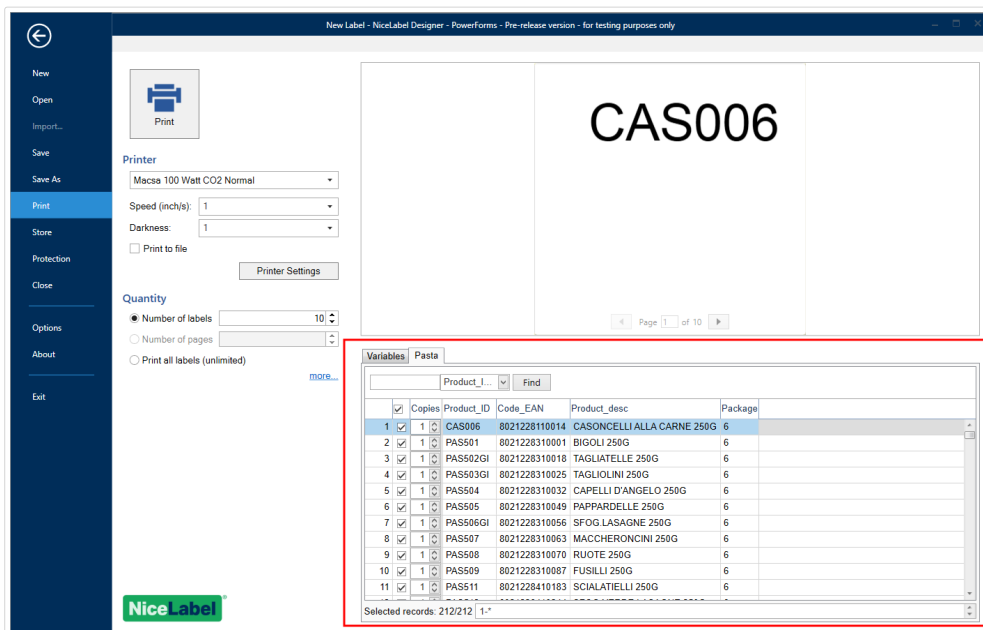 New Label - NiceLabel Designer - PowerForms - Pre-release version - for testing purposes only
New
Open
Import...
Save
Save As
Print
Store
Protection
Close
Options
About
Exit
Print
Printer
Macsa 100 Watt CO2 Normal
Speed (inch/s): 1
Darkness: 1
Print to file
Printer Settings
Quantity
Number of labels 10
Number of pages
Print all labels (unlimited)
more...
NiceLabel
CAS006
Page 1 of 10
Variables Pasta
Product_I... Find
Copies Product_ID Code_EAN Product_desc Package
1 1 CAS006 8021228110014 CASONCELLI ALLA CARNE 250G 6
2 1 PAS501 8021228310001 BIGOLI 250G 6
3 1 PAS502GI 8021228310018 TAGLIATELLE 250G 6
4 1 PAS503GI 8021228310025 TAGLIOLINI 250G 6
5 1 PAS504 8021228310032 CAPELLI D'ANGELO 250G 6
6 1 PAS505 8021228310049 PAPPARDELLE 250G 6
7 1 PAS506GI 8021228310056 SFOG.LASAGNE 250G 6
8 1 PAS507 8021228310063 MACCHERONCINI 250G 6
9 1 PAS508 8021228310070 RUOTE 250G 6
10 1 PAS509 8021228310087 FUSILLI 250G 6
11 1 PAS511 8021228410183 SCIALATIELLI 250G 6
Selected records: 212/212 1-*